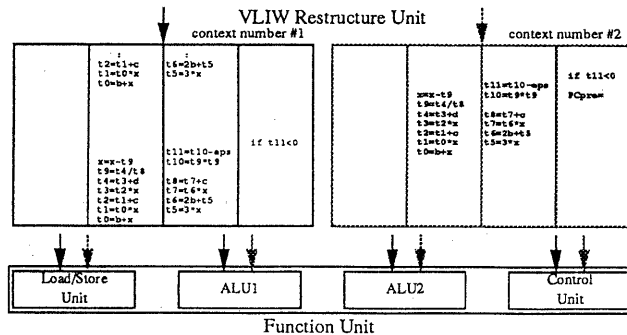 VLIW Restructure Unit
context number #1
context number #2
:
t2=t1+c
t1=t0*x
t0=b+x
:
t6=2b+t5
t5=3*x
x=x-t9
t9=t4/t8
t4=t3+d
t3=t2*x
t2=t1+c
t1=t0*x
t0=b+x
t11=t10-eps
t10=t9*t9
t8=t7+c
t7=t6*x
t6=2b+t5
t5=3*x
if t11<0
x=x-t9
t9=t4/t8
t4=t3+d
t3=t2*x
t2=t1+c
t1=t0*x
t0=b+x
t11=t10-eps
t10=t9*t9
t8=t7+c
t7=t6*x
t6=2b+t5
t5=3*x
if t11<0
Load/Store
Unit
ALU1
ALU2
Control
Unit
Function Unit